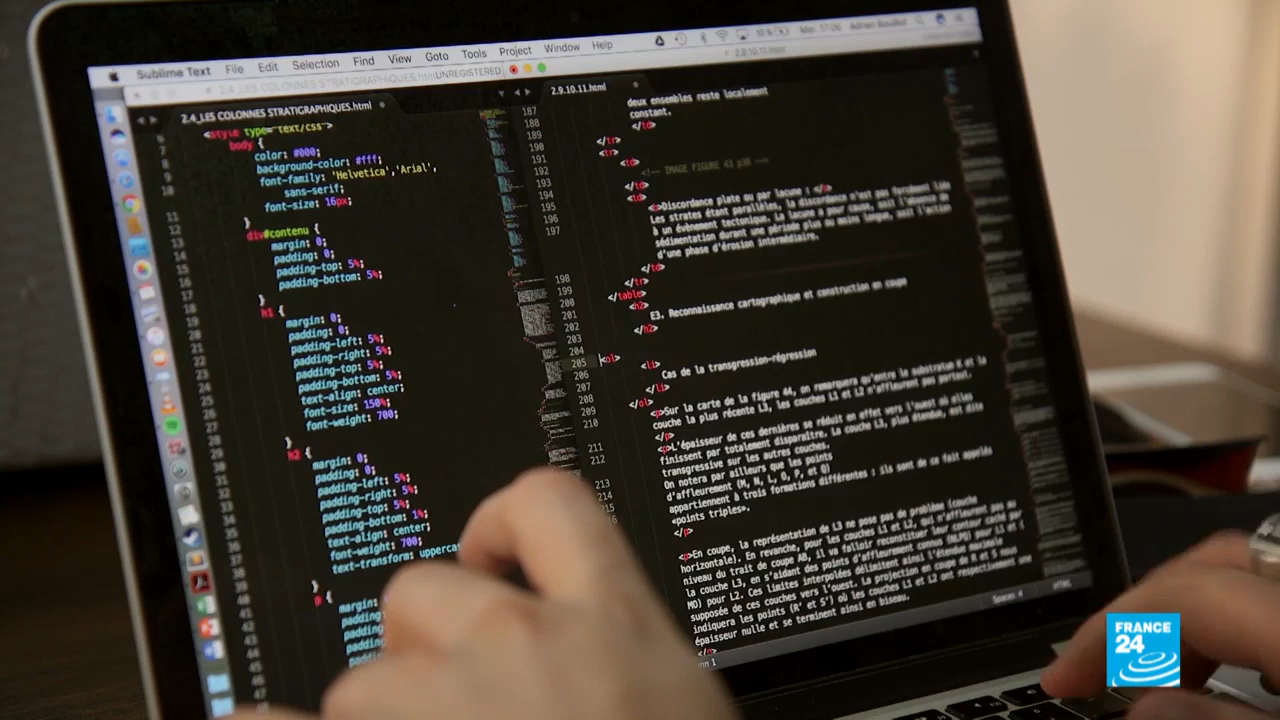 Sublime Text File Edit Selection Find View Goto Tools Project Window Help
2.4_LES COLONNES STRATIGRAPHIQUES.html UNREGISTERED
2.9.10.11.html
2.4_LES COLONNES STRATIGRAPHIQUES.html
<style type="text/css">
body {
color: #000;
background-color: #fff;
font-family: 'Helvetica','Arial',
sans-serif;
font-size: 16px;
}
div#contenu {
margin: 0;
padding: 0;
padding-top: 5%;
padding-bottom: 5%;
}
h1
margin: 0;
padding: 0;
padding-left: 5%;
padding-right: 5%;
padding-top: 5%;
padding-bottom: 5%;
text-align: center;
font-size: 150%;
font-weight: 700;
}
h2 {
margin: 0;
padding: 0;
padding-left: 5%;
padding-right: 5%;
padding-top: 5%;
padding-bottom: 1%;
text-align: center;
font-weight: 700;
text-transform: uppercas
}
p {
margin:
padding
padding
padding
2.9.10.11.html
deux ensembles reste localement
constant.
</td>
</tr>
<tr>
<td>
<!-- IMAGE FIGURE 43 p38 -->
</td>
<td>
<p>Discordance plate ou par lacune : </p>
Les strates étant parallèles, la discordance n'est pas forcément liée
à un évènement tectonique. La lacune a pour cause, soit l'absence de
sédimentation durant une période plus ou moins longue, soit l'action
d'une phase d'érosion intermédiaire.
</td>
</tr>
</table>
<h2>
E3. Reconnaissance cartographique et construction en coupe
</h2>
<ol>
<li>
Cas de la transgression-régression
</li>
</ol>
<p>Sur la carte de la figure 44, on remarquera qu'entre le substratum K et la
couche la plus récente L3, les couches L1 et L2 n'affleurent pas partout.
</p>
<p>L'épaisseur de ces dernières se réduit en effet vers l'ouest où elles
finissent par totalement disparaître. La couche L3, plus étendue, est dite
transgressive sur les autres couches.
On notera par ailleurs que les points
d'affleurement (M, N, L, O, P, et Q)
appartiennent à trois formations différentes : ils sont de ce fait appelés
«points triples».
</p>
<p>En coupe, la représentation de L3 ne pose pas de problème (couche
horizontale). En revanche, pour les couches L1 et L2, qui n'affleurent pas au
niveau du trait de coupe AB, il va falloir reconstituer leur contour caché par
la couche L3, en s'aidant des points d'affleurement connus (NLPQ) pour L1 et (
MO) pour L2. Ces limites interpolées délimitent ainsi l'étendue maximale
supposée de ces couches vers l'ouest. La projection en coupe de R et S nous
indiquera les points (R' et S') où les couches L1 et L2 ont respectivement une
épaisseur nulle et se terminent ainsi en biseau.
</p>
Spaces: 4 HTML
FRANCE
24